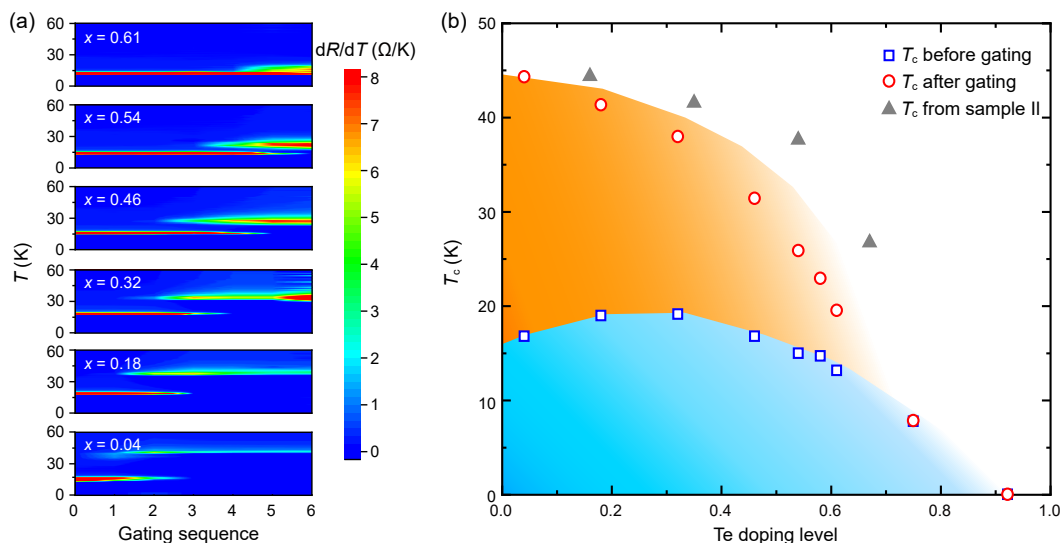 (a)
60
30
0
x = 0.61
60
30
0
x = 0.54
60
30
0
x = 0.46
60
30
0
x = 0.32
60
30
0
x = 0.18
60
30
0
x = 0.04
T (K)
0 1 2 3 4 5 6
Gating sequence
dR/dT (Ω/K)
8
7
6
5
4
3
2
1
0
(b)
50
40
30
20
10
0
Tc (K)
Tc before gating
Tc after gating
Tc from sample II
0.0 0.2 0.4 0.6 0.8 1.0
Te doping level